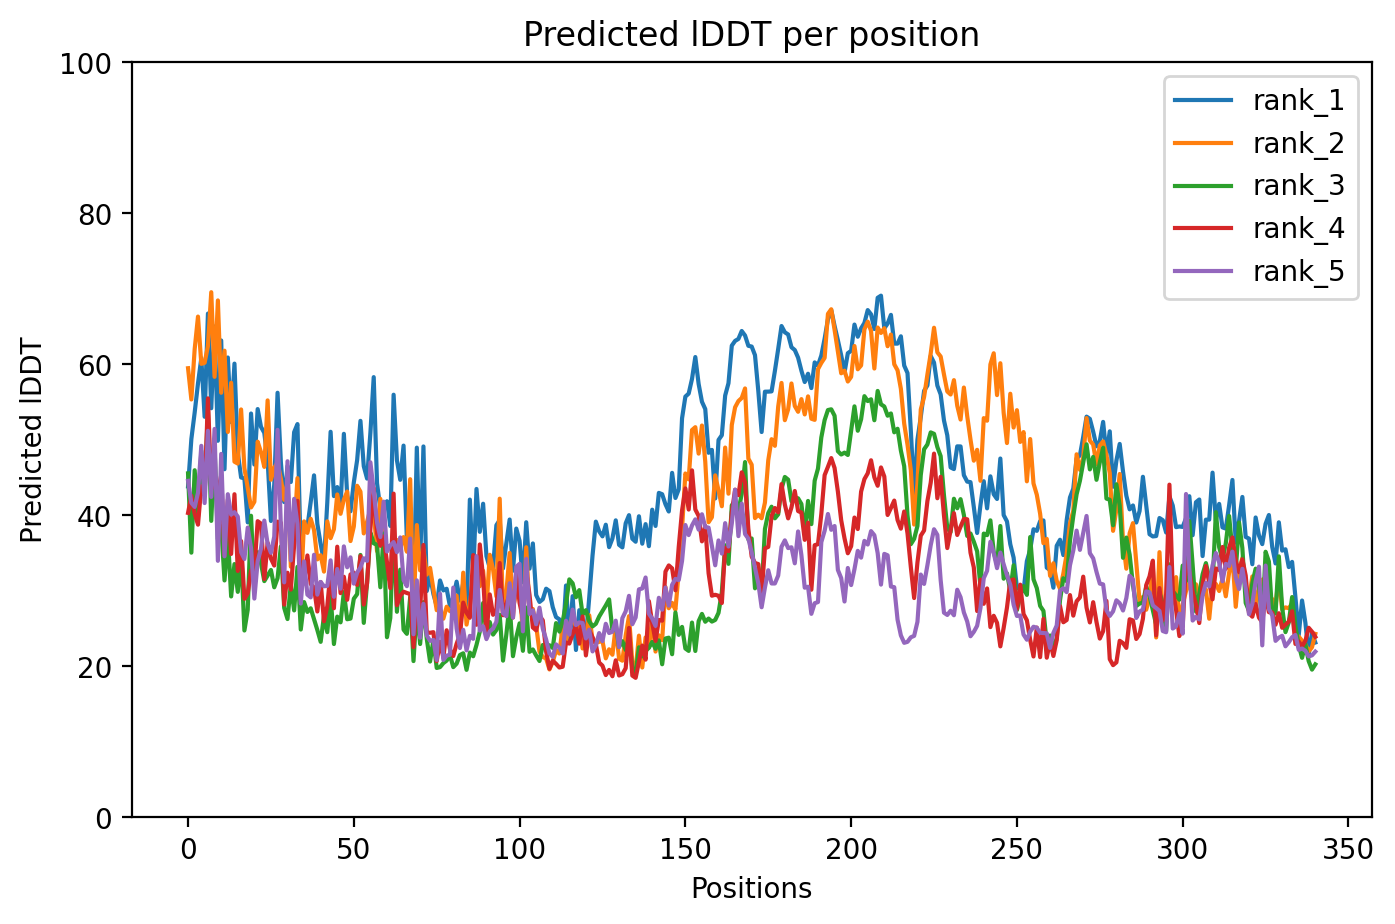 Predicted lDDT per position
Predicted lDDT
100
80
60
40
20
0
0 50 100 150 200 250 300 350
Positions
rank_1
rank_2
rank_3
rank_4
rank_5